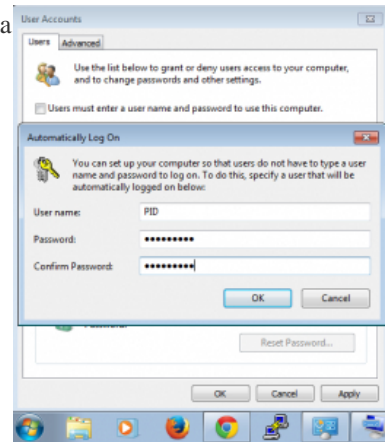 a
User Accounts
Users Advanced
Use the list below to grant or deny users access to your computer,
and to change passwords and other settings.
Users must enter a user name and password to use this computer.
Automatically Log On
You can set up your computer so that users do not have to type a user
name and password to log on. To do this, specify a user that will be
automatically logged on below:
User name: PID
Password: •••••••••
Confirm Password: •••••••••
OK Cancel
Reset Password...
OK Cancel Apply